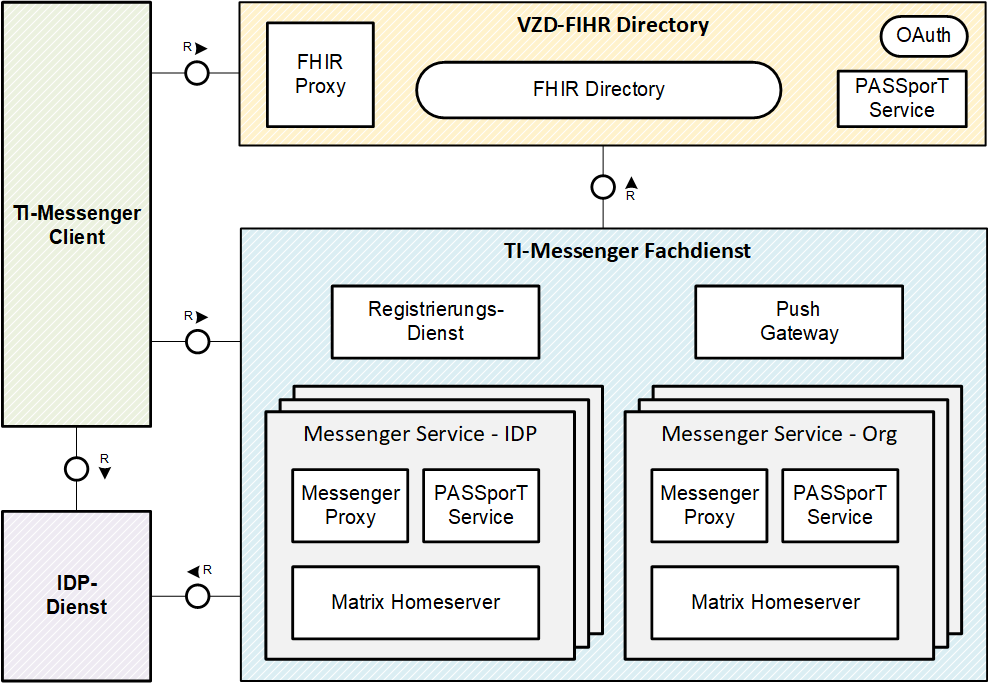 VZD-FIHR Directory
OAuth
FHIR
Proxy
FHIR Directory
PASSporT
Service
R
R
TI-Messenger
Client
TI-Messenger Fachdienst
Registrierungs-
Dienst
Push
Gateway
R
Messenger Service - IDP
Messenger
Proxy
PASSporT
Service
Matrix Homeserver
Messenger Service - Org
Messenger
Proxy
PASSporT
Service
Matrix Homeserver
R
IDP-
Dienst
R